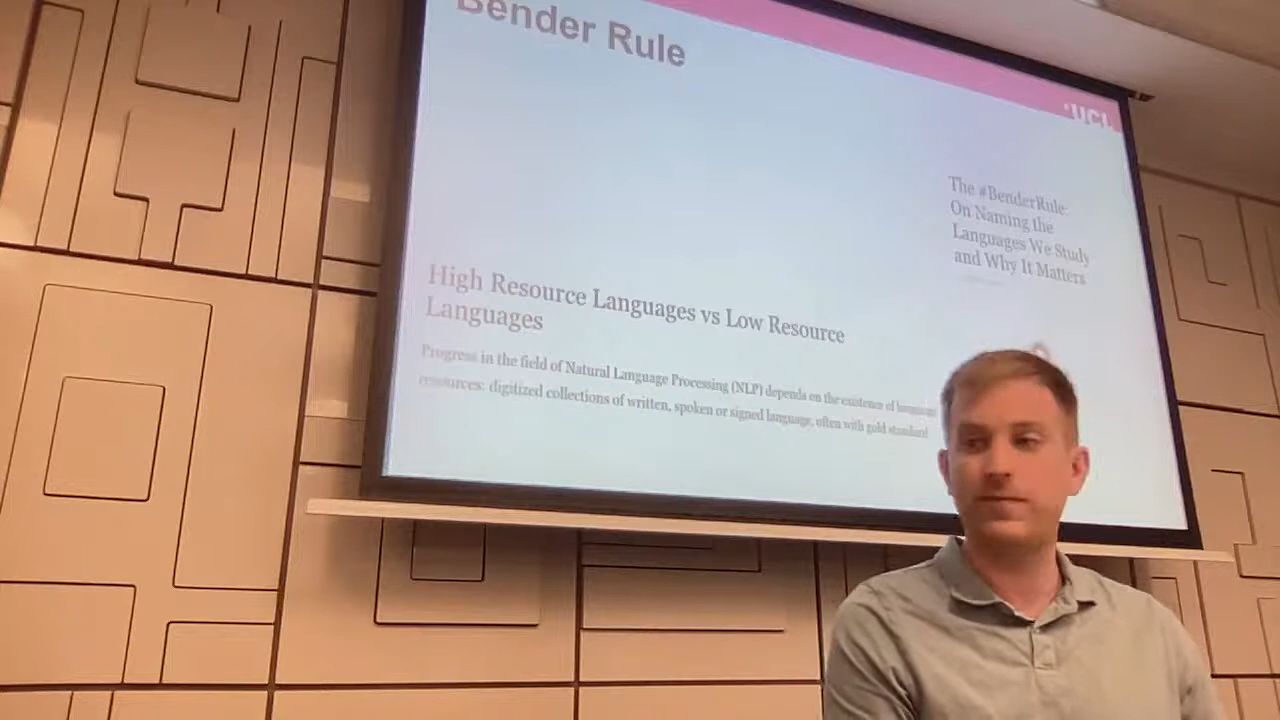 Bender Rule
UCL
The #BenderRule:
On Naming the
Languages We Study
and Why It Matters
High Resource Languages vs Low Resource
Languages
Progress in the field of Natural Language Processing (NLP) depends on the existence of language
resources: digitized collections of written, spoken or signed language, often with gold standard